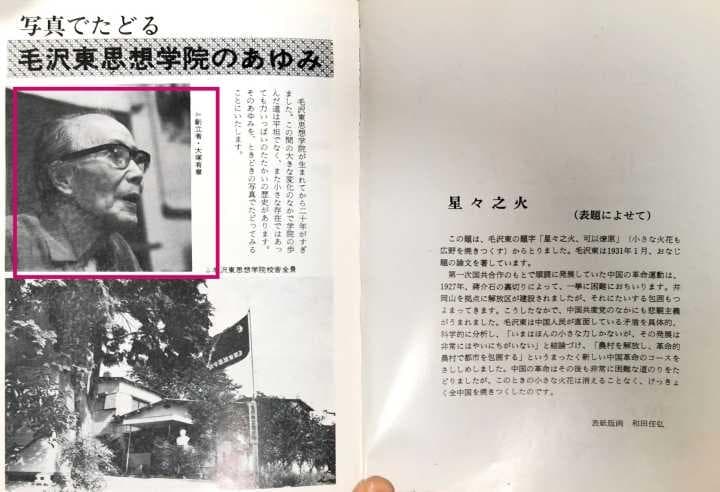 写真でたどる
毛沢東思想学院のあゆみ
毛沢東思想学院が生まれてから二十年がすぎ
ました。この間の大きな変化のなかで学院の歩
んだ道は平坦でなく、また小さな存在ではあっ
ても力いっぱいのたたかいの歴史があります。
そのあゆみを、ときどきの写真でたどってみる
ことにいたします。
創立者・大塚有章
△毛沢東思想学院校舎全景
星々之火
(表題によせて)
この題は、毛沢東の題字「星々之火、可以燎原」(小さな火花も
広野を焼きつくす)からとりました。毛沢東は1931年1月、おなじ
題の論文を著しています。
第一次国共合作のもとで順調に発展していた中国の革命運動は、
1927年、蔣介石の裏切りによって、一挙に困難におちいります。井
岡山を拠点に解放区が建設されましたが、それにたいする包囲もつ
よまってきます。こうしたなかで、中国共産党のなかにも悲観主義
がうまれました。毛沢東は中国人民が直面している矛盾を具体的、
科学的に分析し、「いまはほんの小さな力しかないが、その発展は
非常にはやいにちがいない」と結論づけ、「農村を解放し、革命的
農村で都市を包囲する」というまったく新しい中国革命のコースを
さししめしました。中国の革命はその後も非常に困難な道のりをた
どりましたが、このときの小さな火花は消えることなく、けっきょ
く全中国を焼きつくしたのです。
表紙版画 和田任弘